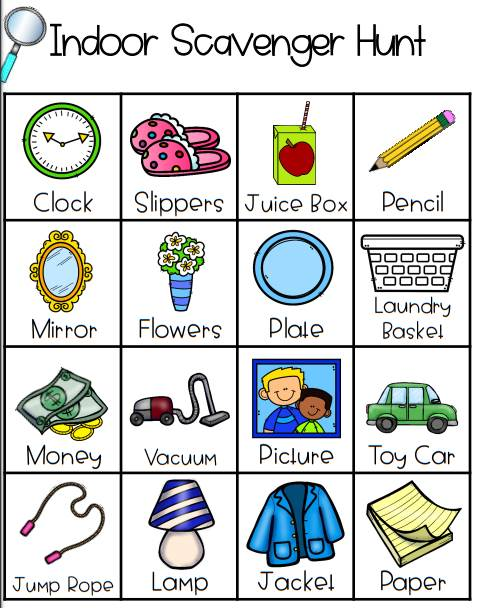 Indoor Scavenger Hunt
Clock
Slippers
Juice Box
Pencil
Mirror
Flowers
Plate
Laundry
Basket
Money
Vacuum
Picture
Toy Car
Jump Rope
Lamp
Jacket
Paper